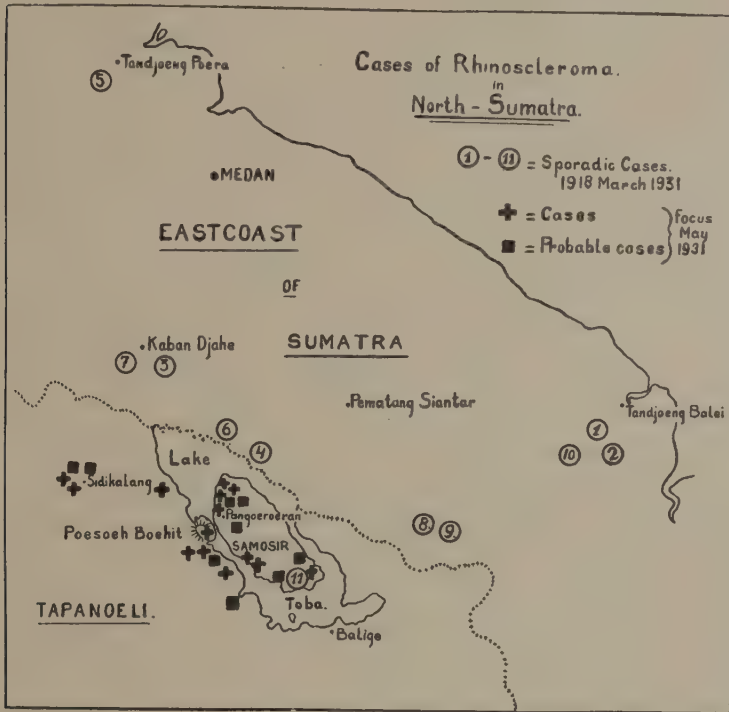 Cases of Rhinoscleroma.
in
North - Sumatra.
① - ⑪ = Sporadic Cases.
1918 March 1931
✚ = Cases
■ = Probable cases
Focus
May
1931
Tandjoeng Poera
⑤
MEDAN
EASTCOAST
OF
SUMATRA
Kaban Djahe
⑦ ③
Pematang Siantar
Tandjoeng Balei
①
⑩ ②
⑥
④
Lake
Sidikalang
Pangoeroeran
Poesoeh Boehit
SAMOSIR
⑧ ⑨
⑪
Toba.
TAPANOELI.
Balige